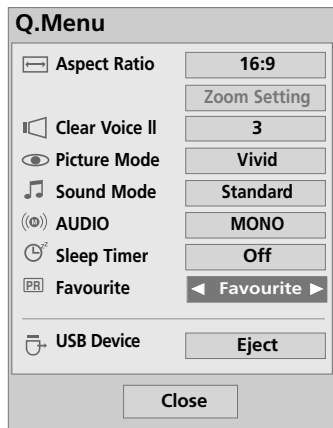 Q.Menu
Aspect Ratio 16:9
Zoom Setting
Clear Voice II 3
Picture Mode Vivid
Sound Mode Standard
AUDIO MONO
Sleep Timer Off
PR Favourite ◄ Favourite ►
USB Device Eject
Close